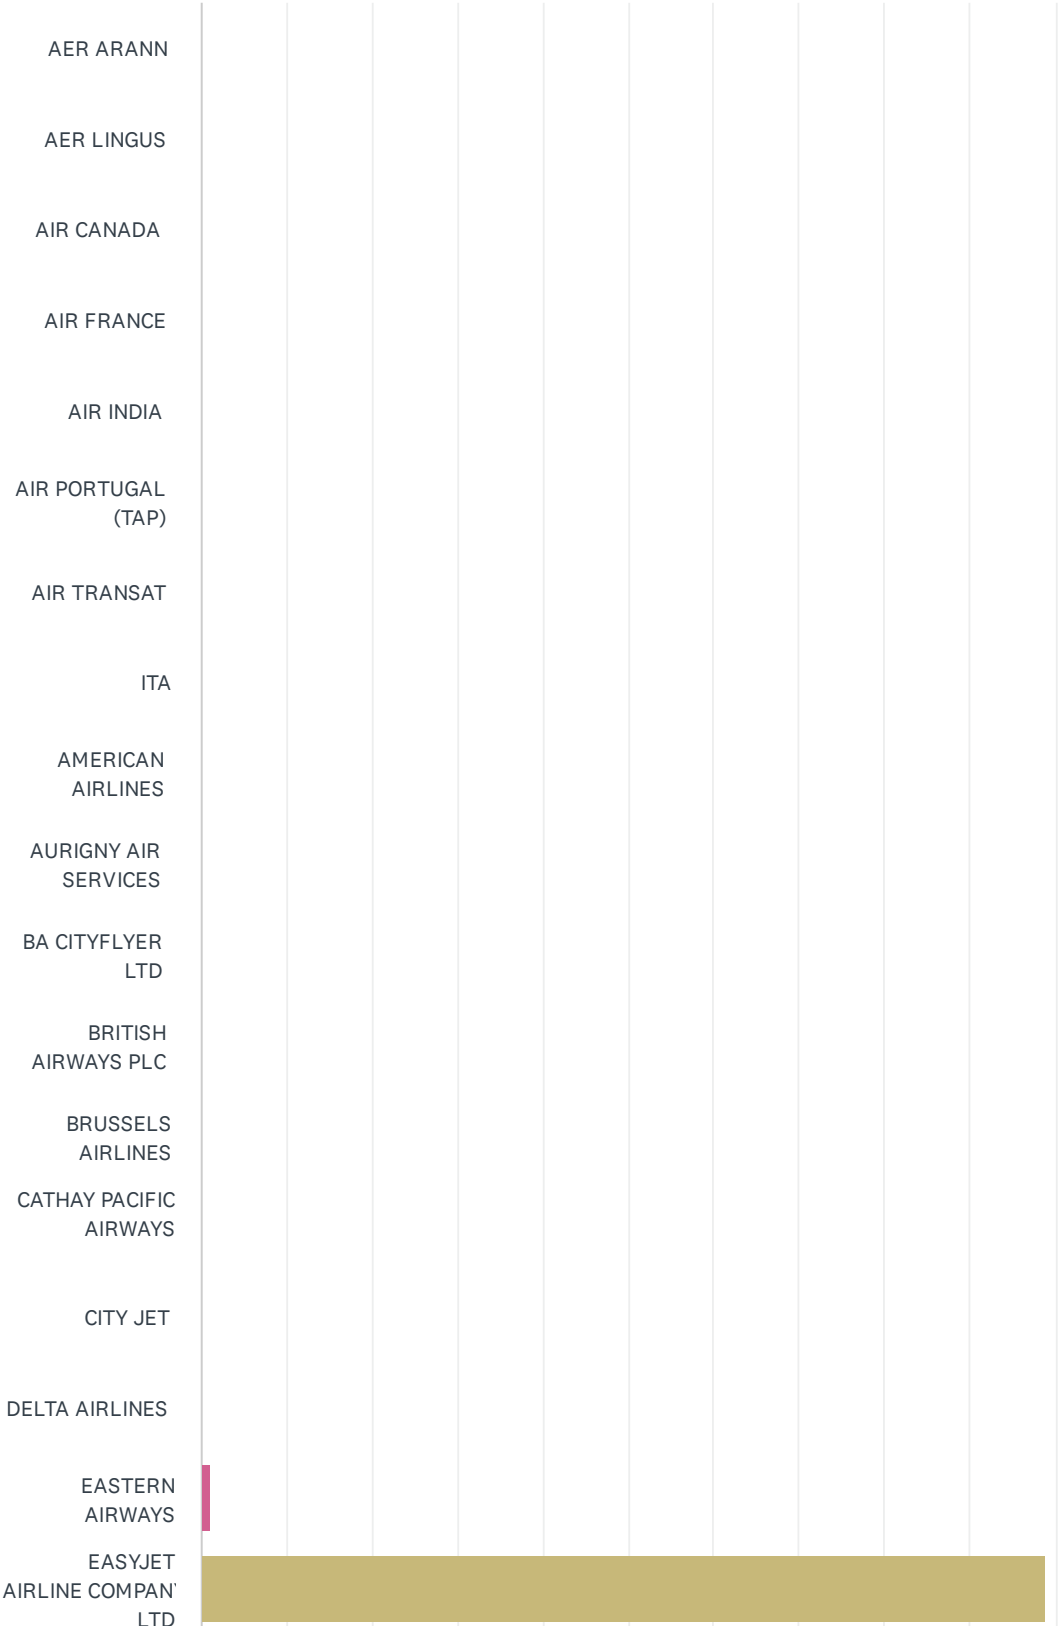 AER ARANN
AER LINGUS
AIR CANADA
AIR FRANCE
AIR INDIA
AIR PORTUGAL
(TAP)
AIR TRANSAT
ITA
AMERICAN
AIRLINES
AURIGNY AIR
SERVICES
BA CITYFLYER
LTD
BRITISH
AIRWAYS PLC
BRUSSELS
AIRLINES
CATHAY PACIFIC
AIRWAYS
CITY JET
DELTA AIRLINES
EASTERN
AIRWAYS
EASYJET
AIRLINE COMPANY
LTD